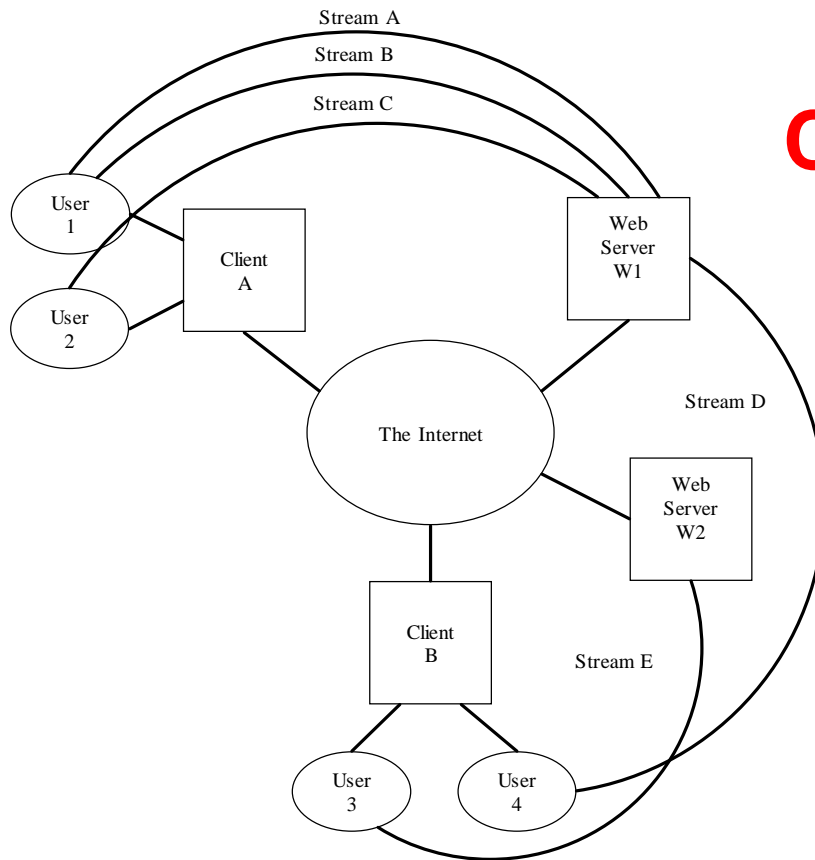 Stream A
Stream B
Stream C
User
1
Client
A
Web
Server
W1
User
2
Stream D
The Internet
Web
Server
W2
Client
B
Stream E
User
3
User
4